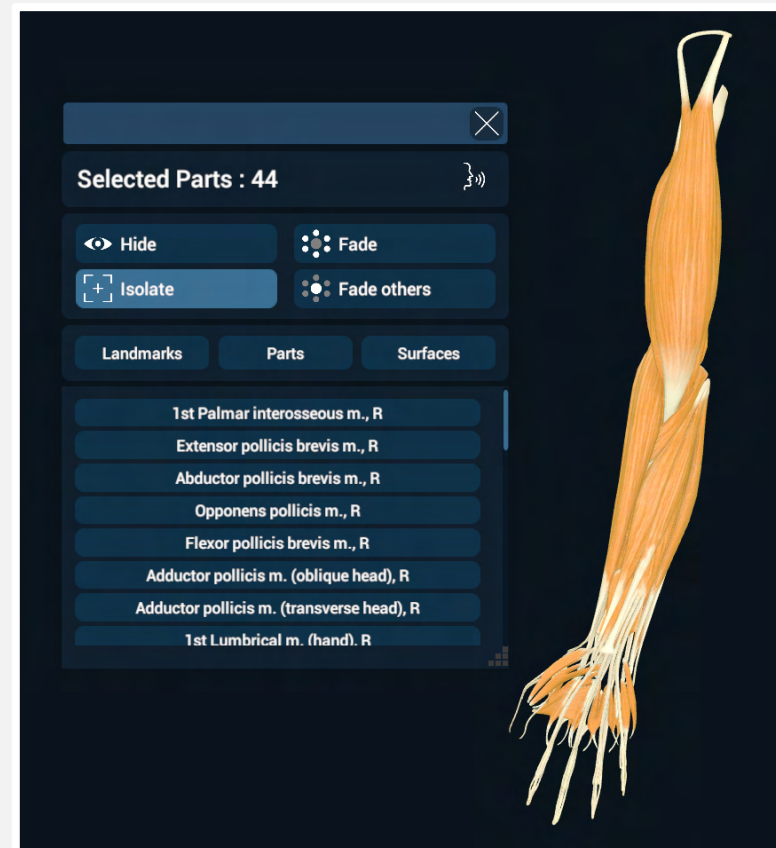 Selected Parts : 44
Hide
Fade
Isolate
Fade others
Landmarks
Parts
Surfaces
1st Palmar interosseous m., R
Extensor pollicis brevis m., R
Abductor pollicis brevis m., R
Opponens pollicis m., R
Flexor pollicis brevis m., R
Adductor pollicis m. (oblique head), R
Adductor pollicis m. (transverse head), R
1st Lumbrical m. (hand), R